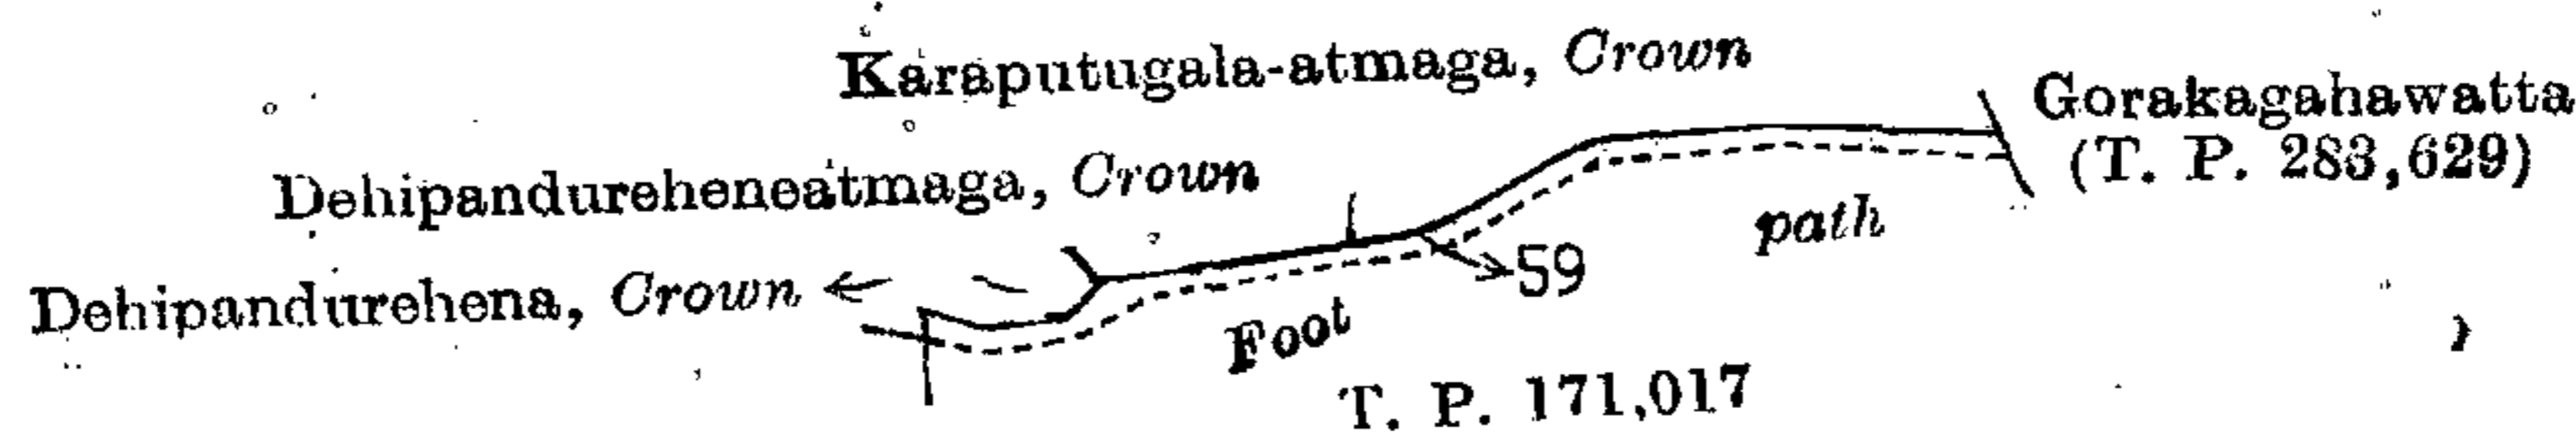 Karaputugala-atmaga, Crown
Gorakagahawatta
(T. P. 283,629)
Dehipandureheneatmaga, Crown
path
Dehipandurehena, Crown
59
Foot
T. P. 171,017